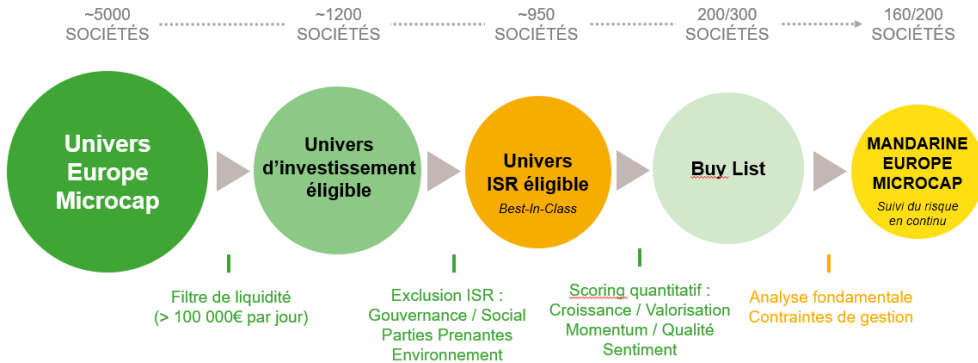 ~5000
SOCIÉTÉS
~1200
SOCIÉTÉS
~950
SOCIÉTÉS
200/300
SOCIÉTÉS
160/200
SOCIÉTÉS
Univers
Europe
Microcap
Univers
d'investissement
éligible
Univers
ISR éligible
Best-In-Class
Buy List
MANDARINE
EUROPE
MICROCAP
Suivi du risque
en continu
Filtre de liquidité
(> 100 000€ par jour)
Exclusion ISR :
Gouvernance / Social
Parties Prenantes
Environnement
Scoring quantitatif :
Croissance / Valorisation
Momentum / Qualité
Sentiment
Analyse fondamentale
Contraintes de gestion